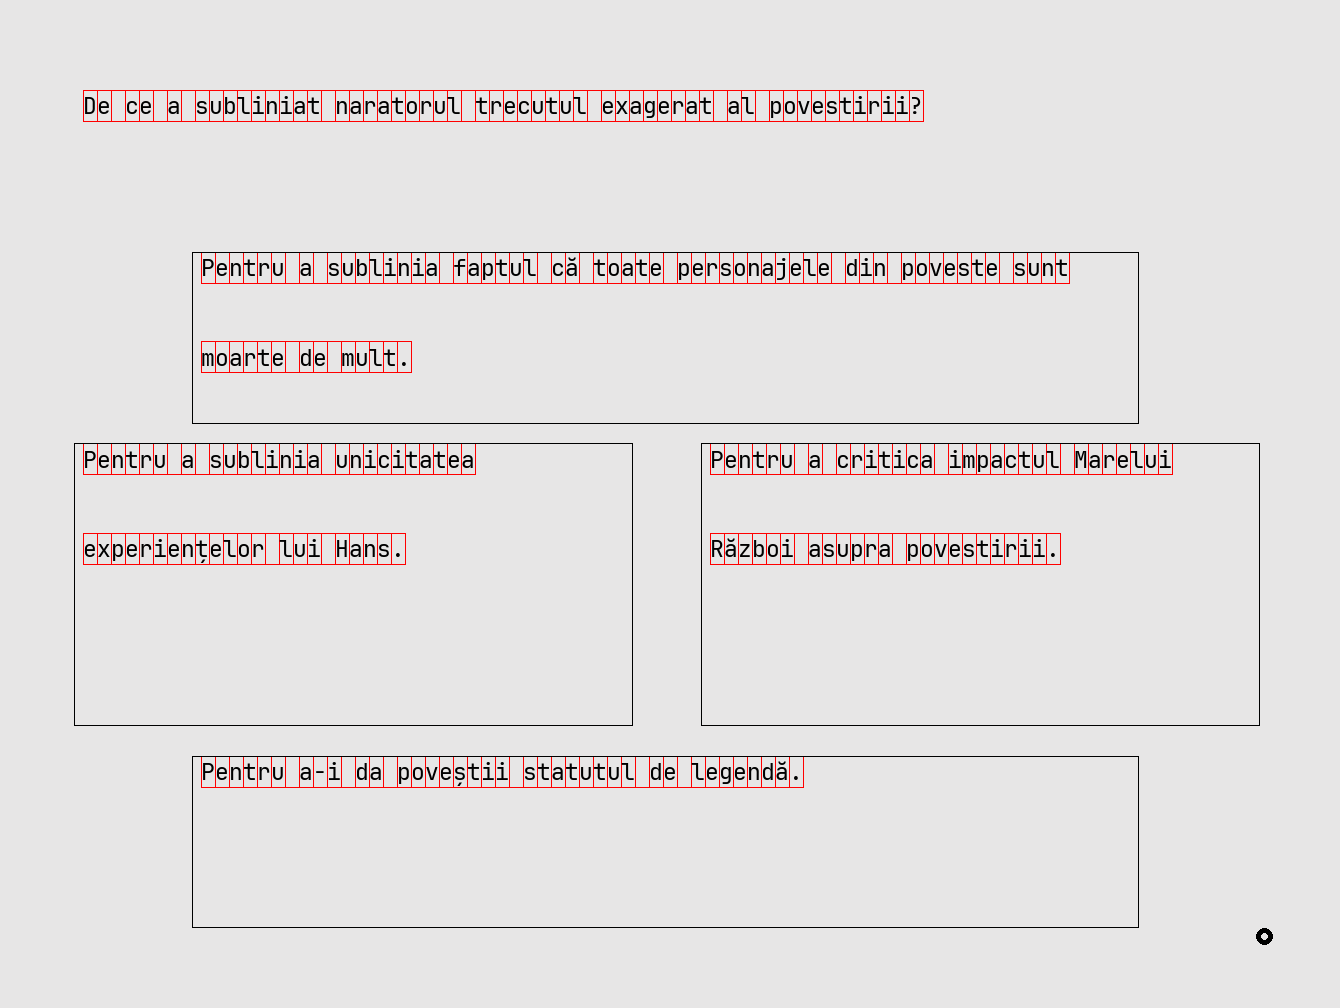 De ce a subliniat naratorul trecutul exagerat al povestirii?
Pentru a sublinia faptul că toate personajele din poveste sunt
moarte de mult.
Pentru a sublinia unicitatea
experiențelor lui Hans.
Pentru a critica impactul Marelui
Război asupra povestirii.
Pentru a-i da poveștii statutul de legendă.